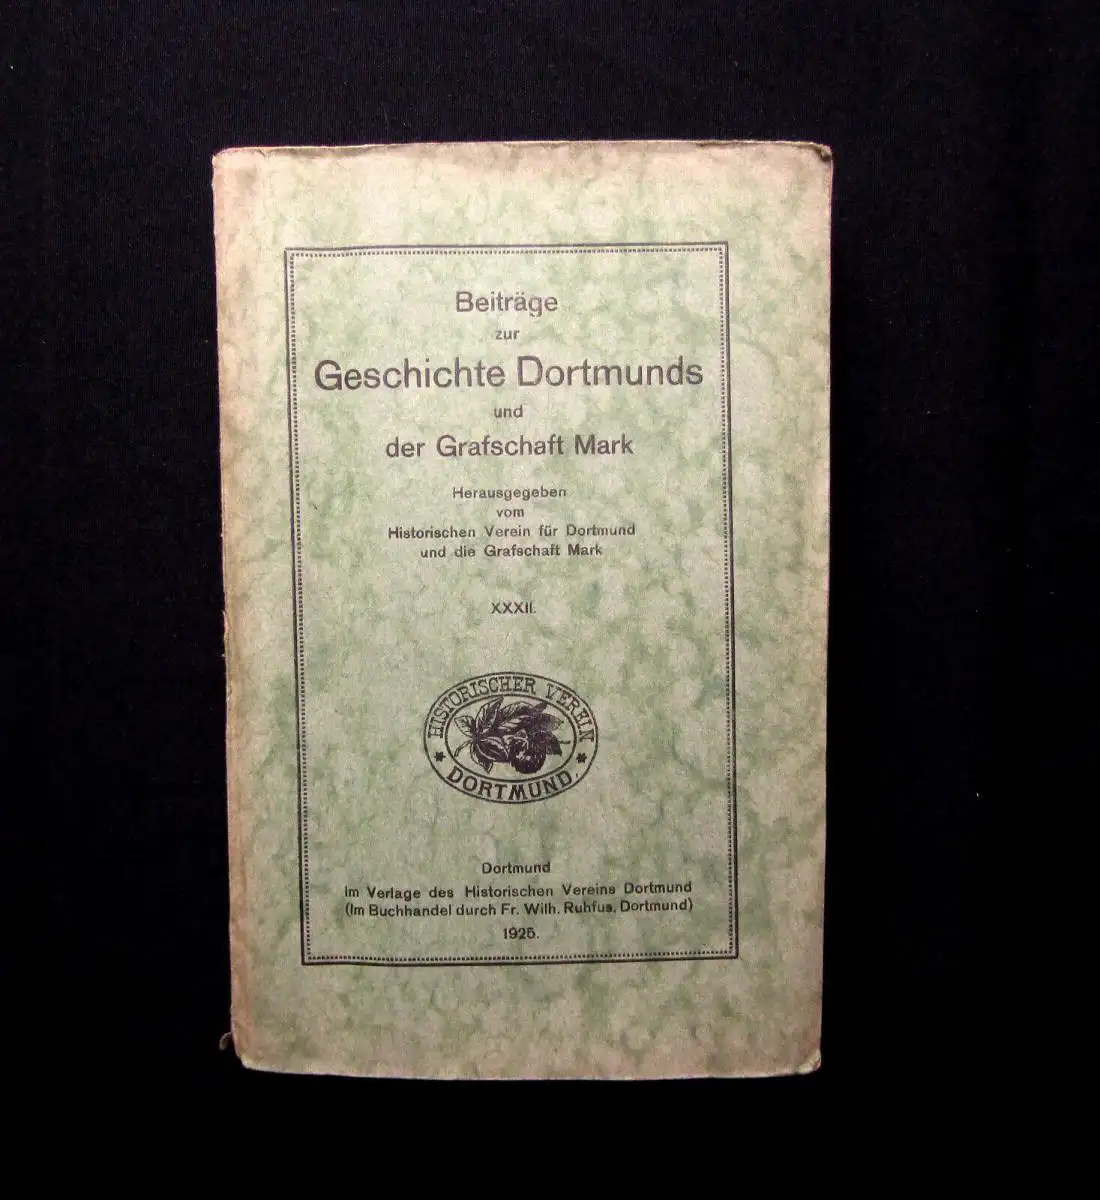 Beiträge
zur
Geschichte Dortmunds
und
der Grafschaft Mark
Herausgegeben
vom
Historischen Verein für Dortmund
und die Grafschaft Mark
XXXII.
HISTORISCHER VEREIN
* DORTMUND. *
Dortmund
Im Verlage des Historischen Vereins Dortmund
(Im Buchhandel durch Fr. Wilh. Ruhfus, Dortmund)
1925.